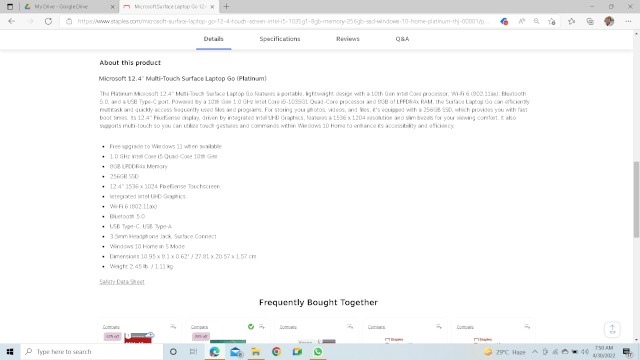 My Drive - Google Drive
Microsoft Surface Laptop Go 12.4
https://www.staples.com/microsoft-surface-laptop-go-12-4-touch-screen-intel-i5-1035g1-8gb-memory-256gb-ssd-windows-10-home-platinum-thj-00001/p...
Details Specifications Reviews Q&A
About this product
Microsoft 12.4" Multi-Touch Surface Laptop Go (Platinum)
The Platinum Microsoft 12.4" Multi-Touch Surface Laptop Go features a portable, lightweight design with a 10th Gen Intel Core processor, Wi-Fi 6 (802.11ax), Bluetooth
5.0, and a USB Type-C port. Powered by a 10th Gen 1.0 GHz Intel Core i5-1035G1 Quad-Core processor and 8GB of LPDDR4x RAM, the Surface Laptop Go can efficiently
multitask and quickly access frequently used files and programs. For storing your photos, videos, and files, it's equipped with a 256GB SSD, which provides you with fast
boot times. Its 12.4" PixelSense display, driven by integrated Intel UHD Graphics, features a 1536 x 1024 resolution and slim bezels for your viewing comfort. It also
supports multi-touch so you can utilize touch gestures and commands within Windows 10 Home to enhance its accessibility and efficiency.
Free upgrade to Windows 11 when available
1.0 GHz Intel Core i5 Quad-Core 10th Gen
8GB LPDDR4x Memory
256GB SSD
12.4" 1536 x 1024 PixelSense Touchscreen
Integrated Intel UHD Graphics
Wi-Fi 6 (802.11ax)
Bluetooth 5.0
USB Type-C, USB Type-A
3.5mm Headphone Jack, Surface Connect
Windows 10 Home in S Mode
Dimensions 10.95 x 8.1 x 0.62" / 27.81 x 20.57 x 1.57 cm
Weight 2.45 lb. / 1.11 kg
Safety Data Sheet
Frequently Bought Together
Compare Compare Compare Compare Compare
Type here to search
29°C Haze
7:50 AM
4/30/2022